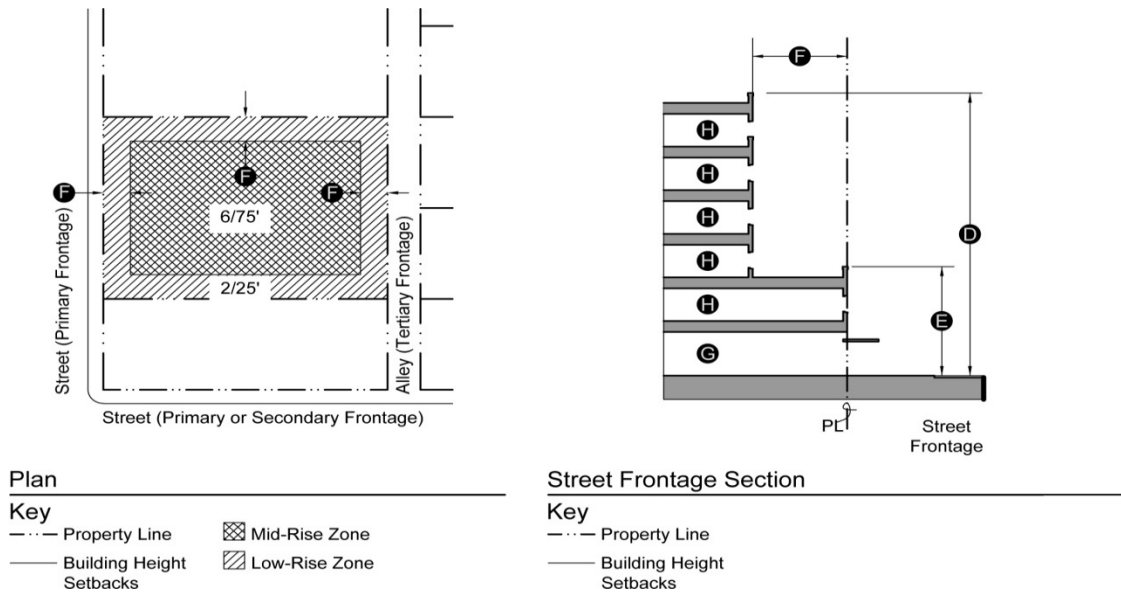 F
F
F
6/75'
2/25'
Street (Primary Frontage)
Alley (Tertiary Frontage)
Street (Primary or Secondary Frontage)
F
H
H
H
D
H
H
E
G
PL
Street
Frontage
Plan
Key
Property Line
Mid-Rise Zone
Building Height
Setbacks
Low-Rise Zone
Street Frontage Section
Key
Property Line
Building Height
Setbacks